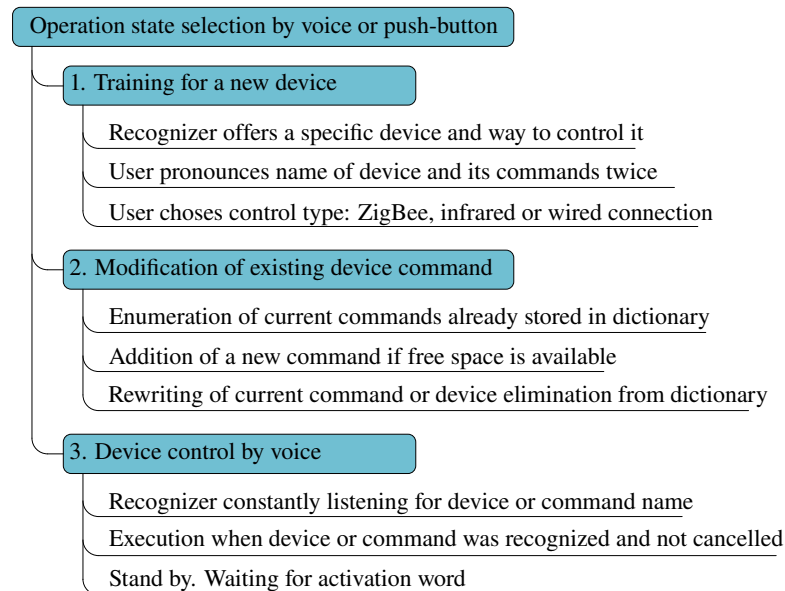 Operation state selection by voice or push-button
1. Training for a new device
Recognizer offers a specific device and way to control it
User pronounces name of device and its commands twice
User choses control type: ZigBee, infrared or wired connection
2. Modification of existing device command
Enumeration of current commands already stored in dictionary
Addition of a new command if free space is available
Rewriting of current command or device elimination from dictionary
3. Device control by voice
Recognizer constantly listening for device or command name
Execution when device or command was recognized and not cancelled
Stand by. Waiting for activation word